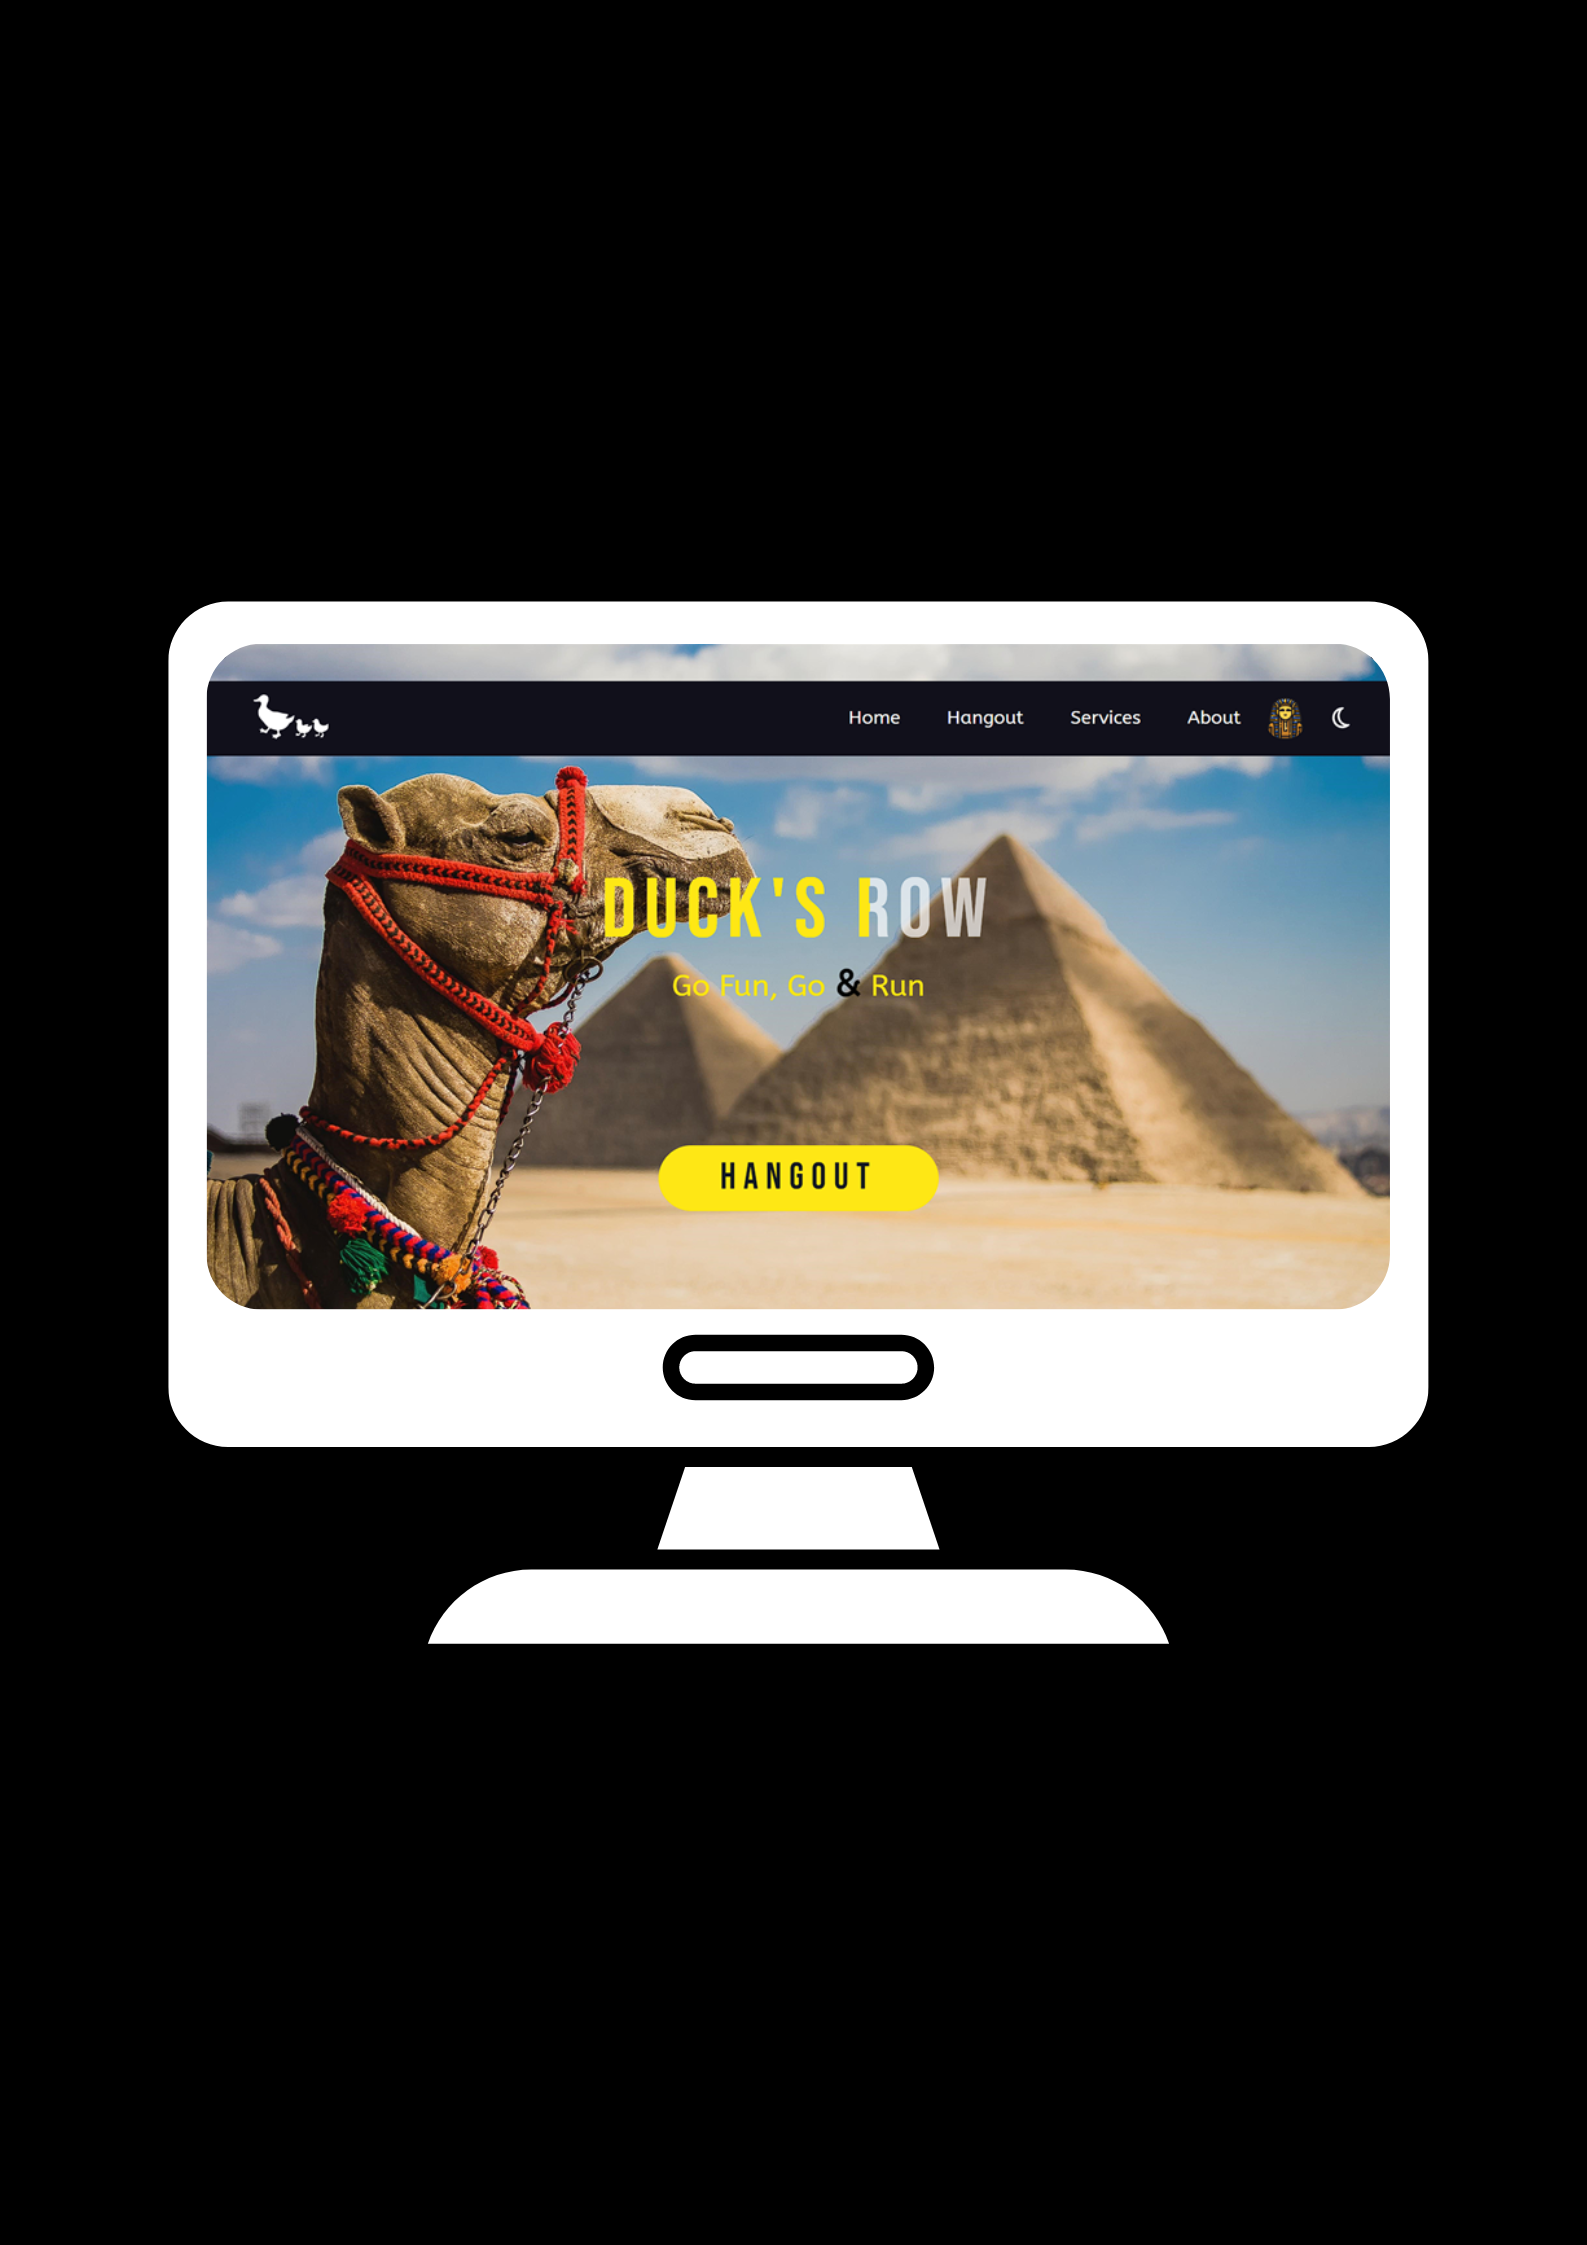 Home Hangout Services About
DUCK'S ROW
Go Fun, Go & Run
HANGOUT